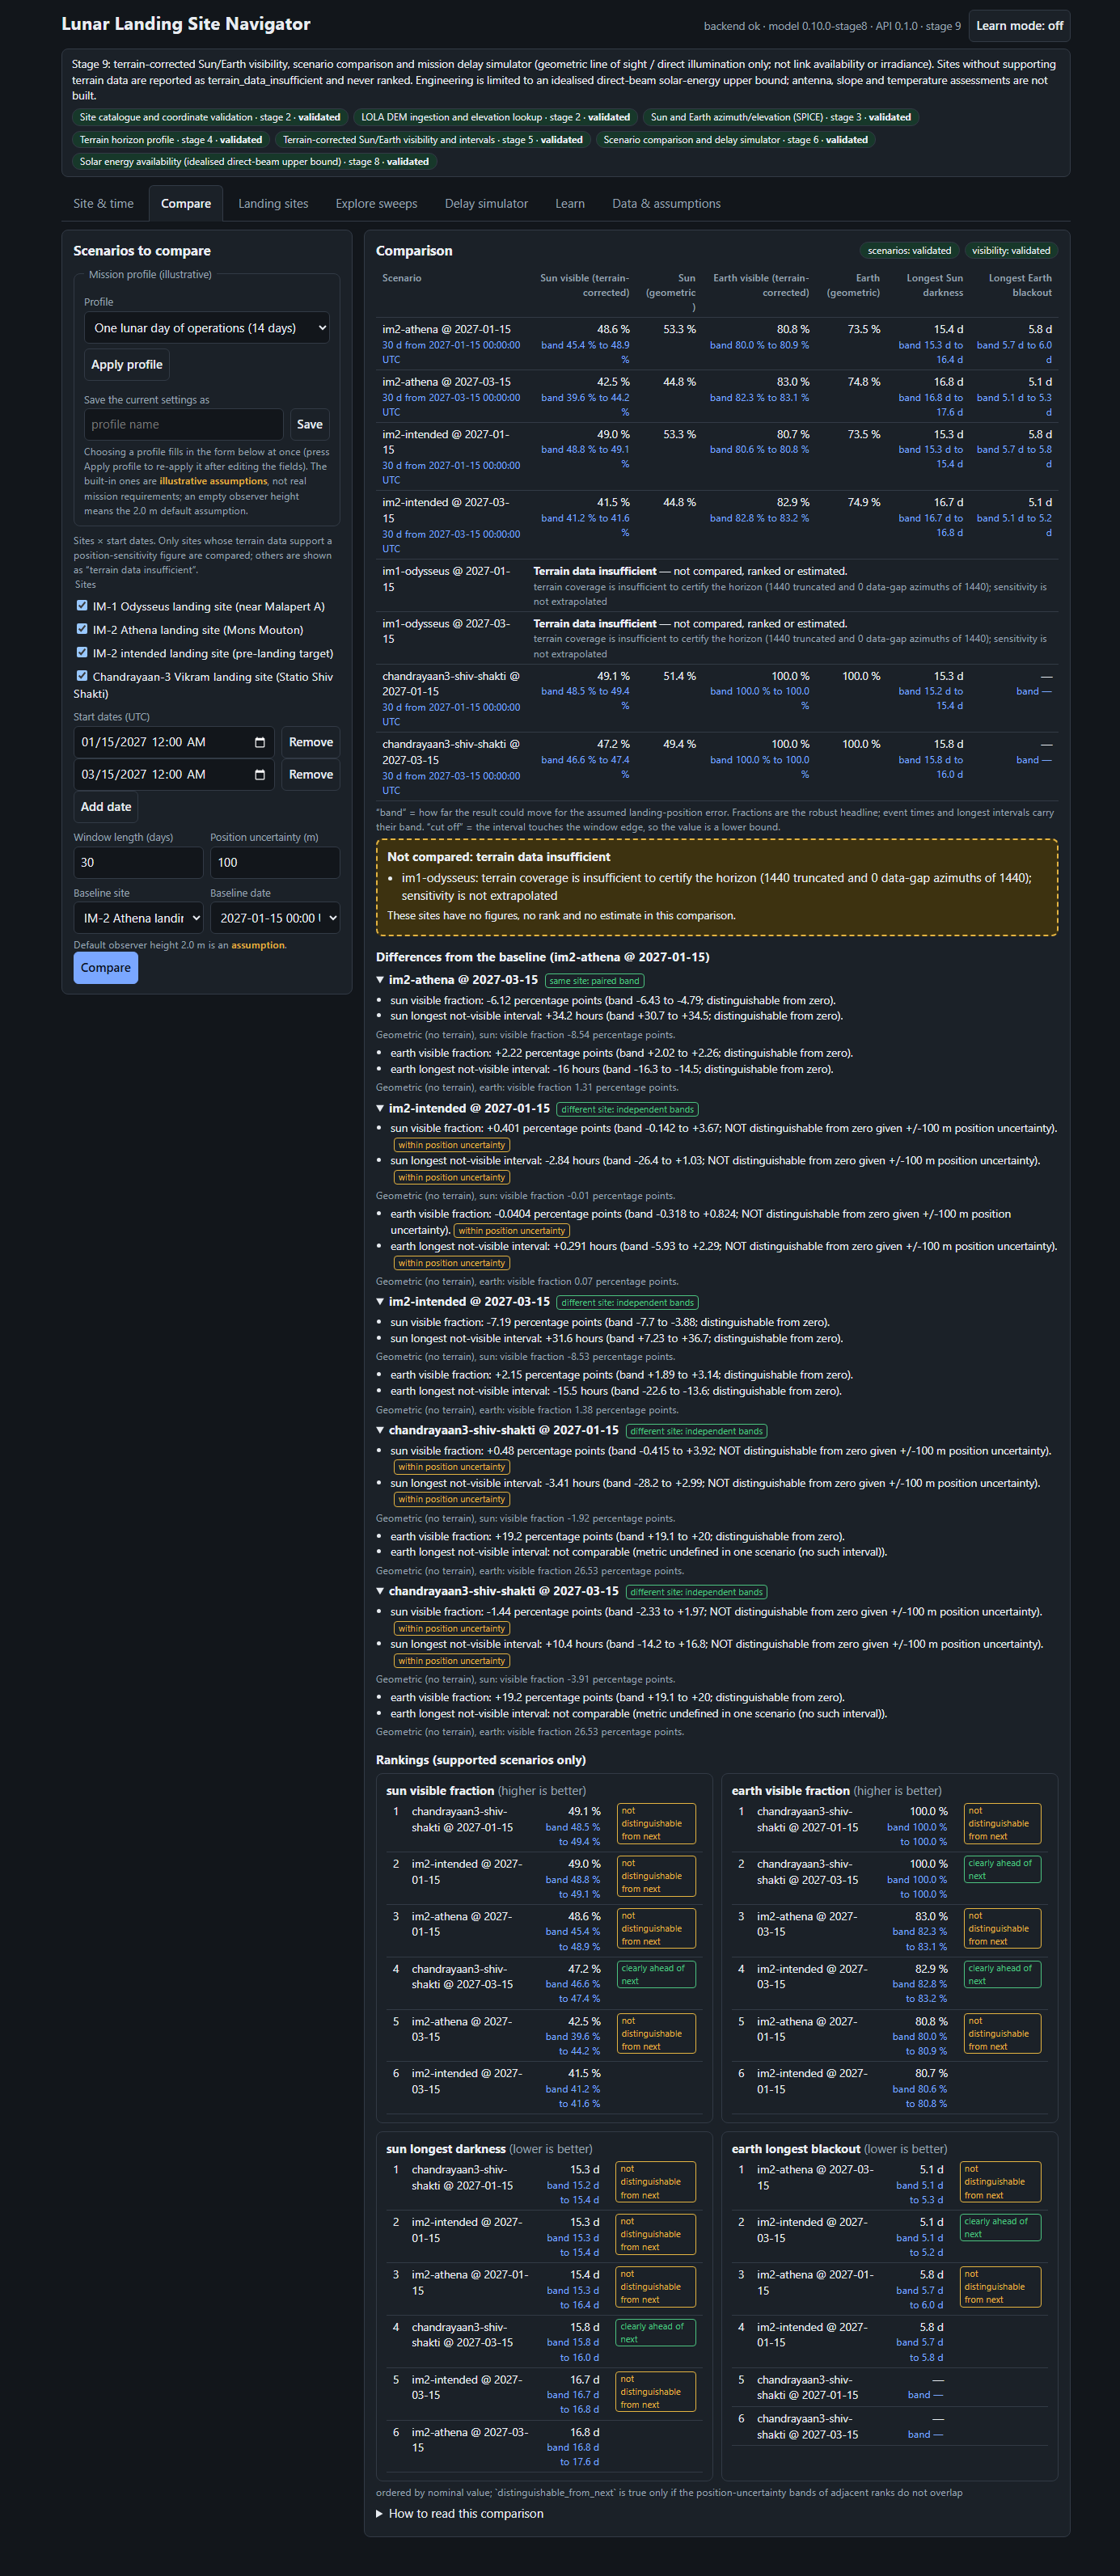 Lunar Landing Site Navigator
backend ok · model 0.10.0-stage8 · API 0.1.0 · stage 9
Learn mode: off
Stage 9: terrain-corrected Sun/Earth visibility, scenario comparison and mission delay simulator (geometric line of sight / direct illumination only; not link availability or irradiance). Sites without supporting
terrain data are reported as terrain_data_insufficient and never ranked. Engineering is limited to an idealised direct-beam solar-energy upper bound; antenna, slope and temperature assessments are not
built.
Site catalogue and coordinate validation · stage 2 · validated
LOLA DEM ingestion and elevation lookup · stage 2 · validated
Sun and Earth azimuth/elevation (SPICE) · stage 3 · validated
Terrain horizon profile · stage 4 · validated
Terrain-corrected Sun/Earth visibility and intervals · stage 5 · validated
Scenario comparison and delay simulator · stage 6 · validated
Solar energy availability (idealised direct-beam upper bound) · stage 8 · validated
Site & time
Compare
Landing sites
Explore sweeps
Delay simulator
Learn
Data & assumptions
Scenarios to compare
Mission profile (illustrative)
Profile
One lunar day of operations (14 days)
Apply profile
Save the current settings as
profile name
Save
Choosing a profile fills in the form below at once (press
Apply profile to re-apply it after editing the fields). The
built-in ones are illustrative assumptions, not real
mission requirements; an empty observer height
means the 2.0 m default assumption.
Sites × start dates. Only sites whose terrain data support a
position-sensitivity figure are compared; others are shown
as "terrain data insufficient".
Sites
IM-1 Odysseus landing site (near Malapert A)
IM-2 Athena landing site (Mons Mouton)
IM-2 intended landing site (pre-landing target)
Chandrayaan-3 Vikram landing site (Statio Shiv
Shakti)
Start dates (UTC)
01/15/2027 12:00 AM
Remove
03/15/2027 12:00 AM
Remove
Add date
Window length (days)
Position uncertainty (m)
30
100
Baseline site
Baseline date
IM-2 Athena landin
2027-01-15 00:00 U
Default observer height 2.0 m is an assumption.
Compare
Comparison
scenarios: validated
visibility: validated
Scenario
Sun visible (terrain-
corrected)
Sun
(geometric
)
Earth visible (terrain-
corrected)
Earth
(geometric)
Longest Sun
darkness
Longest Earth
blackout
im2-athena @ 2027-01-15
30 d from 2027-01-15 00:00:00
UTC
48.6 %
band 45.4 % to 48.9
%
53.3 %
80.8 %
band 80.0 % to 80.9 %
73.5 %
15.4 d
band 15.3 d to
16.4 d
5.8 d
band 5.7 d to 6.0
d
im2-athena @ 2027-03-15
30 d from 2027-03-15 00:00:00
UTC
42.5 %
band 39.6 % to 44.2
%
44.8 %
83.0 %
band 82.3 % to 83.1 %
74.8 %
16.8 d
band 16.8 d to
17.6 d
5.1 d
band 5.1 d to 5.3
d
im2-intended @ 2027-01-
15
30 d from 2027-01-15 00:00:00
UTC
49.0 %
band 48.8 % to 49.1
%
53.3 %
80.7 %
band 80.6 % to 80.8 %
73.5 %
15.3 d
band 15.3 d to
15.4 d
5.8 d
band 5.7 d to 5.8
d
im2-intended @ 2027-03-
15
30 d from 2027-03-15 00:00:00
UTC
41.5 %
band 41.2 % to 41.6
%
44.8 %
82.9 %
band 82.8 % to 83.2 %
74.9 %
16.7 d
band 16.7 d to
16.8 d
5.1 d
band 5.1 d to 5.2
d
im1-odysseus @ 2027-01-
15
Terrain data insufficient — not compared, ranked or estimated.
terrain coverage is insufficient to certify the horizon (1440 truncated and 0 data-gap azimuths of 1440); sensitivity is
not extrapolated
im1-odysseus @ 2027-03-
15
Terrain data insufficient — not compared, ranked or estimated.
terrain coverage is insufficient to certify the horizon (1440 truncated and 0 data-gap azimuths of 1440); sensitivity is
not extrapolated
chandrayaan3-shiv-shakti @
2027-01-15
30 d from 2027-01-15 00:00:00
UTC
49.1 %
band 48.5 % to 49.4
%
51.4 %
100.0 %
band 100.0 % to 100.0
%
100.0 %
15.3 d
band 15.2 d to
15.4 d
—
band —
chandrayaan3-shiv-shakti @
2027-03-15
30 d from 2027-03-15 00:00:00
UTC
47.2 %
band 46.6 % to 47.4
%
49.4 %
100.0 %
band 100.0 % to 100.0
%
100.0 %
15.8 d
band 15.8 d to
16.0 d
—
band —
"band" = how far the result could move for the assumed landing-position error. Fractions are the robust headline; event times and longest intervals carry
their band. "cut off" = the interval touches the window edge, so the value is a lower bound.
Not compared: terrain data insufficient
im1-odysseus: terrain coverage is insufficient to certify the horizon (1440 truncated and 0 data-gap azimuths of 1440);
sensitivity is not extrapolated
These sites have no figures, no rank and no estimate in this comparison.
Differences from the baseline (im2-athena @ 2027-01-15)
im2-athena @ 2027-03-15 same site: paired band
sun visible fraction: -6.12 percentage points (band -6.43 to -4.79; distinguishable from zero).
sun longest not-visible interval: +34.2 hours (band +30.7 to +34.5; distinguishable from zero).
Geometric (no terrain), sun: visible fraction -8.54 percentage points.
earth visible fraction: +2.22 percentage points (band +2.02 to +2.26; distinguishable from zero).
earth longest not-visible interval: -16 hours (band -16.3 to -14.5; distinguishable from zero).
Geometric (no terrain), earth: visible fraction 1.31 percentage points.
im2-intended @ 2027-01-15 different site: independent bands
sun visible fraction: +0.401 percentage points (band -0.142 to +3.67; NOT distinguishable from zero given +/-100 m position uncertainty).
within position uncertainty
sun longest not-visible interval: -2.84 hours (band -26.4 to +1.03; NOT distinguishable from zero given +/-100 m position uncertainty).
within position uncertainty
Geometric (no terrain), sun: visible fraction -0.01 percentage points.
earth visible fraction: -0.0404 percentage points (band -0.318 to +0.824; NOT distinguishable from zero given +/-100 m position
uncertainty). within position uncertainty
earth longest not-visible interval: +0.291 hours (band -5.93 to +2.29; NOT distinguishable from zero given +/-100 m position uncertainty).
within position uncertainty
Geometric (no terrain), earth: visible fraction 0.07 percentage points.
im2-intended @ 2027-03-15 different site: independent bands
sun visible fraction: -7.19 percentage points (band -7.7 to -3.88; distinguishable from zero).
sun longest not-visible interval: +31.6 hours (band +7.23 to +36.7; distinguishable from zero).
Geometric (no terrain), sun: visible fraction -8.53 percentage points.
earth visible fraction: +2.15 percentage points (band +1.89 to +3.14; distinguishable from zero).
earth longest not-visible interval: -15.5 hours (band -22.6 to -13.6; distinguishable from zero).
Geometric (no terrain), earth: visible fraction 1.38 percentage points.
chandrayaan3-shiv-shakti @ 2027-01-15 different site: independent bands
sun visible fraction: +0.48 percentage points (band -0.415 to +3.92; NOT distinguishable from zero given +/-100 m position uncertainty).
within position uncertainty
sun longest not-visible interval: -3.41 hours (band -28.2 to +2.99; NOT distinguishable from zero given +/-100 m position uncertainty).
within position uncertainty
Geometric (no terrain), sun: visible fraction -1.92 percentage points.
earth visible fraction: +19.2 percentage points (band +19.1 to +20; distinguishable from zero).
earth longest not-visible interval: not comparable (metric undefined in one scenario (no such interval)).
Geometric (no terrain), earth: visible fraction 26.53 percentage points.
chandrayaan3-shiv-shakti @ 2027-03-15 different site: independent bands
sun visible fraction: -1.44 percentage points (band -2.33 to +1.97; NOT distinguishable from zero given +/-100 m position uncertainty).
within position uncertainty
sun longest not-visible interval: +10.4 hours (band -14.2 to +16.8; NOT distinguishable from zero given +/-100 m position uncertainty).
within position uncertainty
Geometric (no terrain), sun: visible fraction -3.91 percentage points.
earth visible fraction: +19.2 percentage points (band +19.1 to +20; distinguishable from zero).
earth longest not-visible interval: not comparable (metric undefined in one scenario (no such interval)).
Geometric (no terrain), earth: visible fraction 26.53 percentage points.
Rankings (supported scenarios only)
sun visible fraction (higher is better)
1
chandrayaan3-shiv-
shakti @ 2027-01-15
49.1 %
band 48.5 %
to 49.4 %
not
distinguishable
from next
2
im2-intended @ 2027-
01-15
49.0 %
band 48.8 %
to 49.1 %
not
distinguishable
from next
3
im2-athena @ 2027-
01-15
48.6 %
band 45.4 %
to 48.9 %
not
distinguishable
from next
4
chandrayaan3-shiv-
shakti @ 2027-03-15
47.2 %
band 46.6 %
to 47.4 %
clearly ahead of
next
5
im2-athena @ 2027-
03-15
42.5 %
band 39.6 %
to 44.2 %
not
distinguishable
from next
6
im2-intended @ 2027-
03-15
41.5 %
band 41.2 %
to 41.6 %
earth visible fraction (higher is better)
1
chandrayaan3-shiv-
shakti @ 2027-01-15
100.0 %
band 100.0 %
to 100.0 %
not
distinguishable
from next
2
chandrayaan3-shiv-
shakti @ 2027-03-15
100.0 %
band 100.0 %
to 100.0 %
clearly ahead of
next
3
im2-athena @ 2027-
03-15
83.0 %
band 82.3 %
to 83.1 %
not
distinguishable
from next
4
im2-intended @ 2027-
03-15
82.9 %
band 82.8 %
to 83.2 %
clearly ahead of
next
5
im2-athena @ 2027-
01-15
80.8 %
band 80.0 %
to 80.9 %
not
distinguishable
from next
6
im2-intended @ 2027-
01-15
80.7 %
band 80.6 %
to 80.8 %
sun longest darkness (lower is better)
1
chandrayaan3-shiv-
shakti @ 2027-01-15
15.3 d
band 15.2 d
to 15.4 d
not
distinguishable
from next
2
im2-intended @ 2027-
01-15
15.3 d
band 15.3 d
to 15.4 d
not
distinguishable
from next
3
im2-athena @ 2027-01-
15
15.4 d
band 15.3 d
to 16.4 d
not
distinguishable
from next
4
chandrayaan3-shiv-
shakti @ 2027-03-15
15.8 d
band 15.8 d
to 16.0 d
clearly ahead of
next
5
im2-intended @ 2027-
03-15
16.7 d
band 16.7 d
to 16.8 d
not
distinguishable
from next
6
im2-athena @ 2027-03-
15
16.8 d
band 16.8 d
to 17.6 d
earth longest blackout (lower is better)
1
im2-athena @ 2027-03-
15
5.1 d
band 5.1 d
to 5.3 d
not
distinguishable
from next
2
im2-intended @ 2027-
03-15
5.1 d
band 5.1 d
to 5.2 d
clearly ahead of
next
3
im2-athena @ 2027-01-
15
5.8 d
band 5.7 d
to 6.0 d
not
distinguishable
from next
4
im2-intended @ 2027-
01-15
5.8 d
band 5.7 d
to 5.8 d
5
chandrayaan3-shiv-
shakti @ 2027-01-15
—
band —
6
chandrayaan3-shiv-
shakti @ 2027-03-15
—
band —
ordered by nominal value; `distinguishable_from_next` is true only if the position-uncertainty bands of adjacent ranks do not overlap
How to read this comparison